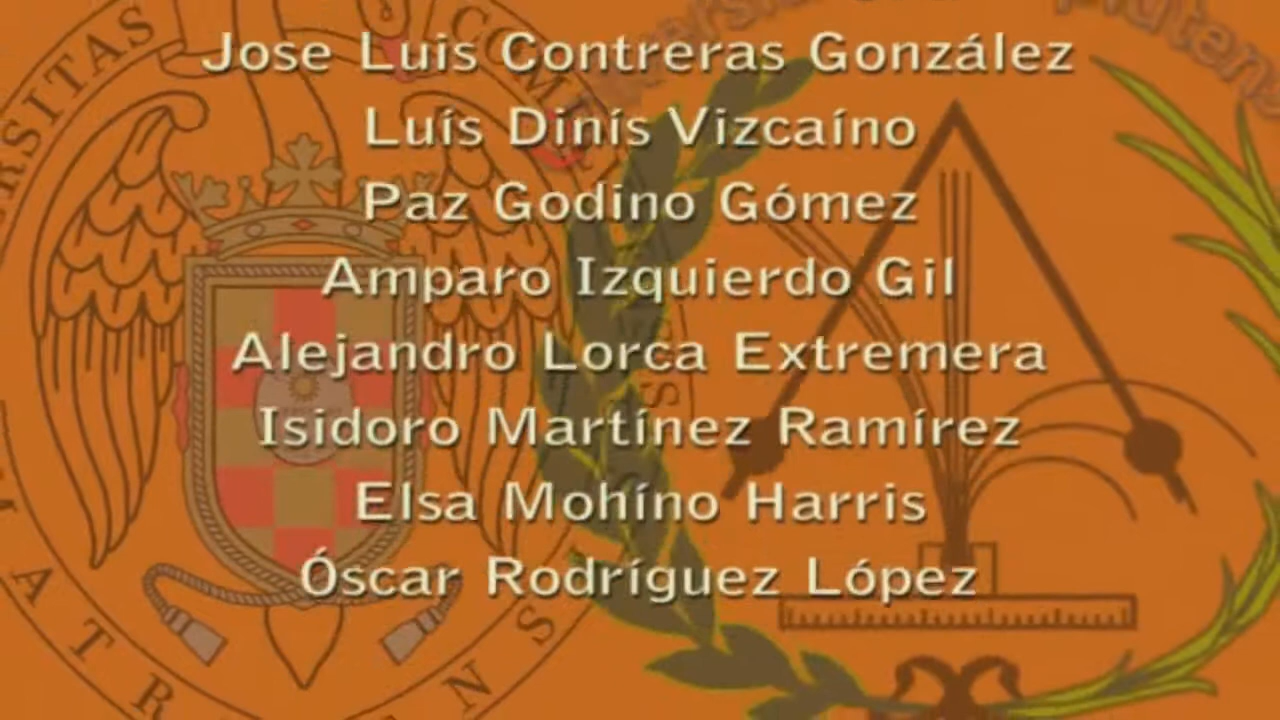 Jose Luis Contreras González
Luís Dinís Vizcaíno
Paz Godino Gómez
Amparo Izquierdo Gil
Alejandro Lorca Extremera
Isidoro Martínez Ramírez
Elsa Mohíno Harris
Óscar Rodríguez López